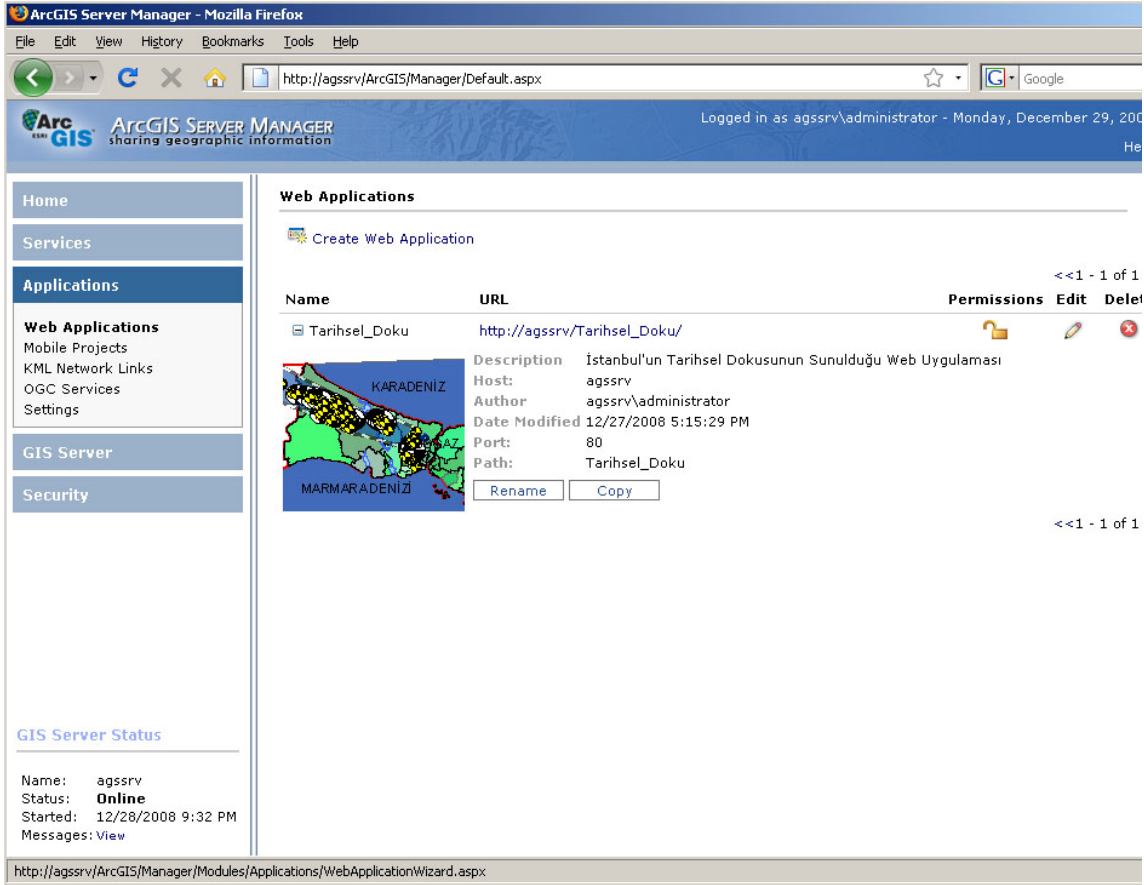 ArcGIS Server Manager - Mozilla Firefox
File Edit View History Bookmarks Tools Help
http://agssrv/ArcGIS/Manager/Default.aspx
G Google
ESRI ArcGIS ArcGIS Server Manager
sharing geographic information
Logged in as agssrv\administrator - Monday, December 29, 200
He
Home
Services
Applications
Web Applications
Mobile Projects
KML Network Links
OGC Services
Settings
GIS Server
Security
GIS Server Status
Name: agssrv
Status: Online
Started: 12/28/2008 9:32 PM
Messages: View
Web Applications
Create Web Application
<<1 - 1 of 1
Name URL Permissions Edit Delet
Tarihsel_Doku http://agssrv/Tarihsel_Doku/
KARADENİZ
MARMARADENİZİ
Description İstanbul'un Tarihsel Dokusunun Sunulduğu Web Uygulaması
Host: agssrv
Author agssrv\administrator
Date Modified 12/27/2008 5:15:29 PM
Port: 80
Path: Tarihsel_Doku
Rename Copy
<<1 - 1 of 1
http://agssrv/ArcGIS/Manager/Modules/Applications/WebApplicationWizard.aspx